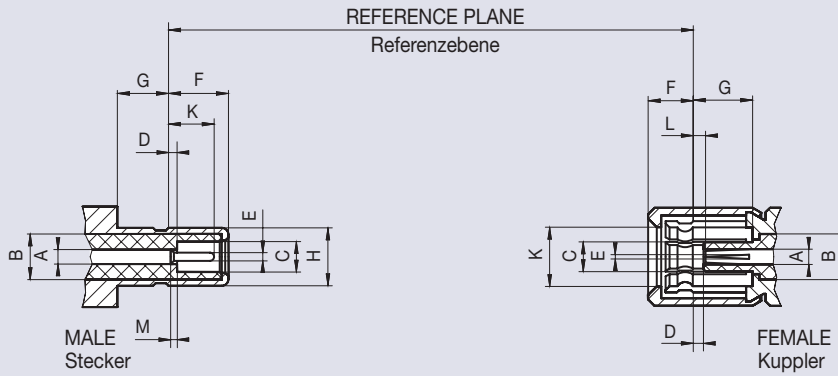 REFERENCE PLANE
Referenzebene
G
F
K
D
E
B
A
C
H
M
MALE
Stecker
F
G
L
K
C
E
A
B
D
FEMALE
Kuppler